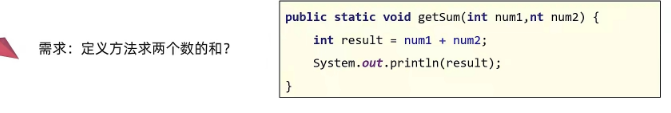 需求：定义方法求两个数的和？
public static void getSum(int num1,nt num2) {
    int result = num1 + num2;
    System.out.println(result);
}